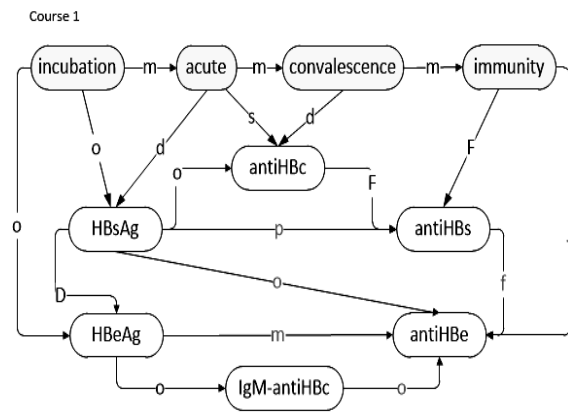 Course 1
incubation m acute m convalescence m immunity
o d s d F
antiHBc
o F
HBsAg p antiHBs
o
o f
D
HBeAg m antiHBe
o IgM-antiHBc o